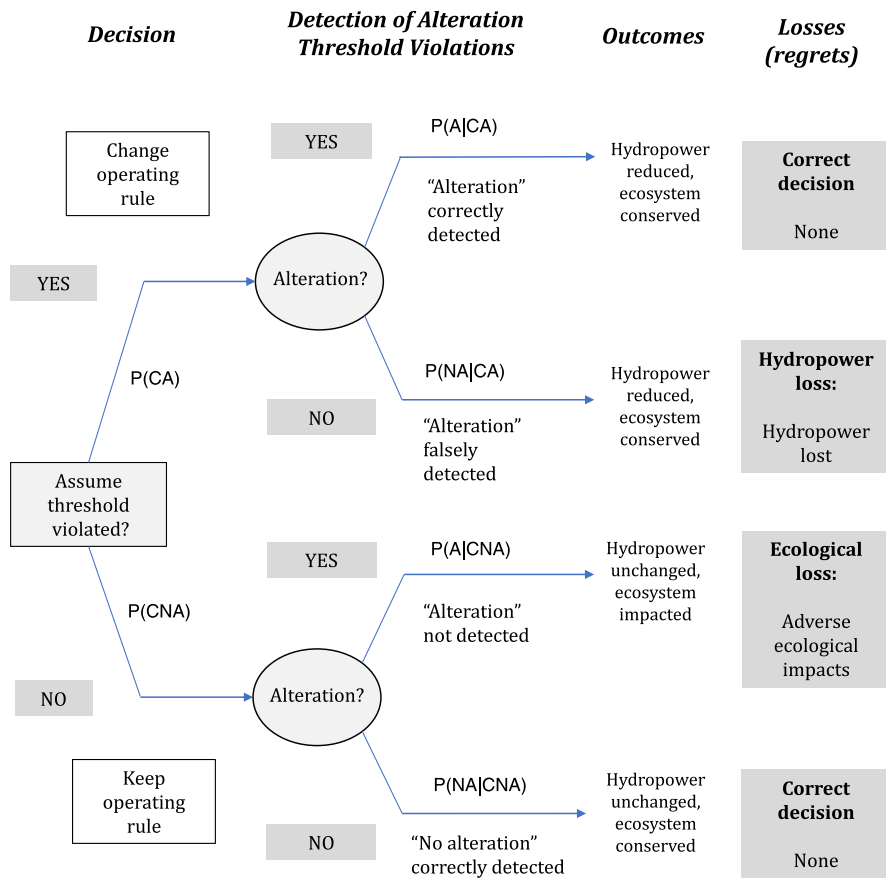 Decision
Detection of Alteration
Threshold Violations
Outcomes
Losses
(regrets)
Change
operating
rule
YES
P(A|CA)
“Alteration”
correctly
detected
Hydropower
reduced,
ecosystem
conserved
Correct
decision
None
YES
Alteration?
P(CA)
P(NA|CA)
NO
“Alteration”
falsely
detected
Hydropower
reduced,
ecosystem
conserved
Hydropower
loss:
Hydropower
lost
Assume
threshold
violated?
P(CNA)
NO
YES
P(A|CNA)
“Alteration”
not detected
Hydropower
unchanged,
ecosystem
impacted
Ecological
loss:
Adverse
ecological
impacts
Alteration?
Keep
operating
rule
P(NA|CNA)
NO
“No alteration”
correctly detected
Hydropower
unchanged,
ecosystem
conserved
Correct
decision
None